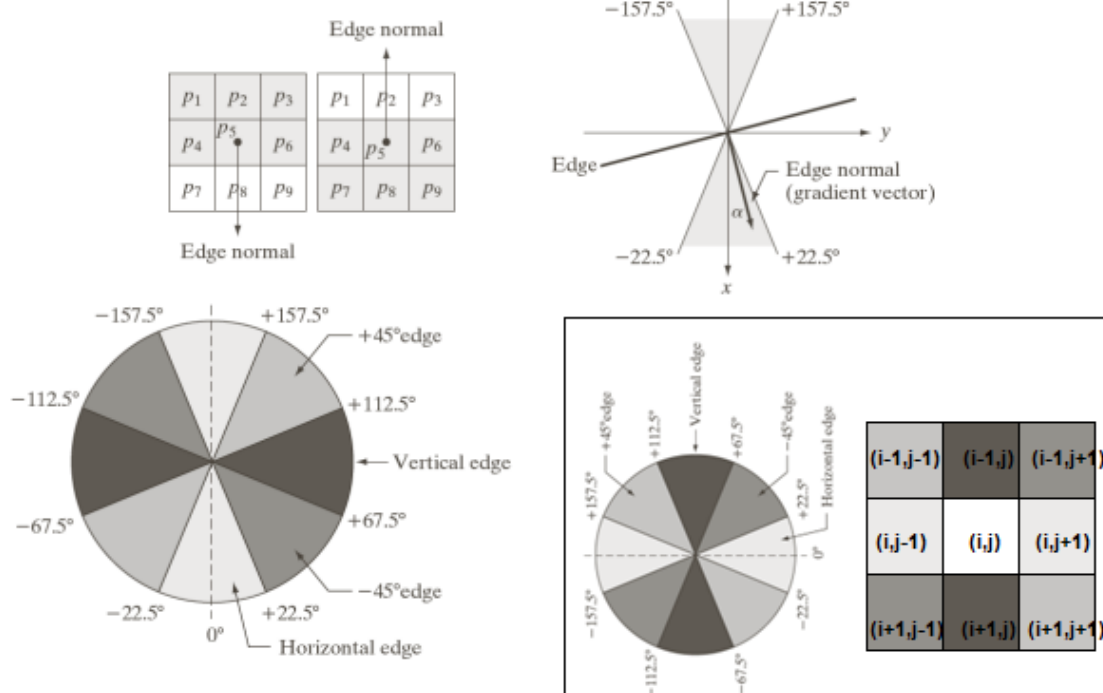 Edge normal
p1 p2 p3
p4 p5 p6
p7 p8 p9
Edge normal
p1 p2 p3
p4 p5 p6
p7 p8 p9
−157.5° +157.5°
y
Edge
Edge normal
(gradient vector)
α
−22.5° +22.5°
x
−157.5° +157.5°
+45°edge
−112.5° +112.5°
Vertical edge
−67.5° +67.5°
−45°edge
−22.5° +22.5°
0°
Horizontal edge
+157.5°
+45°edge
+112.5°
Vertical edge
+67.5°
−45°edge
+22.5°
Horizontal edge
0°
−157.5°
−112.5°
−67.5°
−22.5°
(i-1,j-1) (i-1,j) (i-1,j+1)
(i,j-1) (i,j) (i,j+1)
(i+1,j-1) (i+1,j) (i+1,j+1)